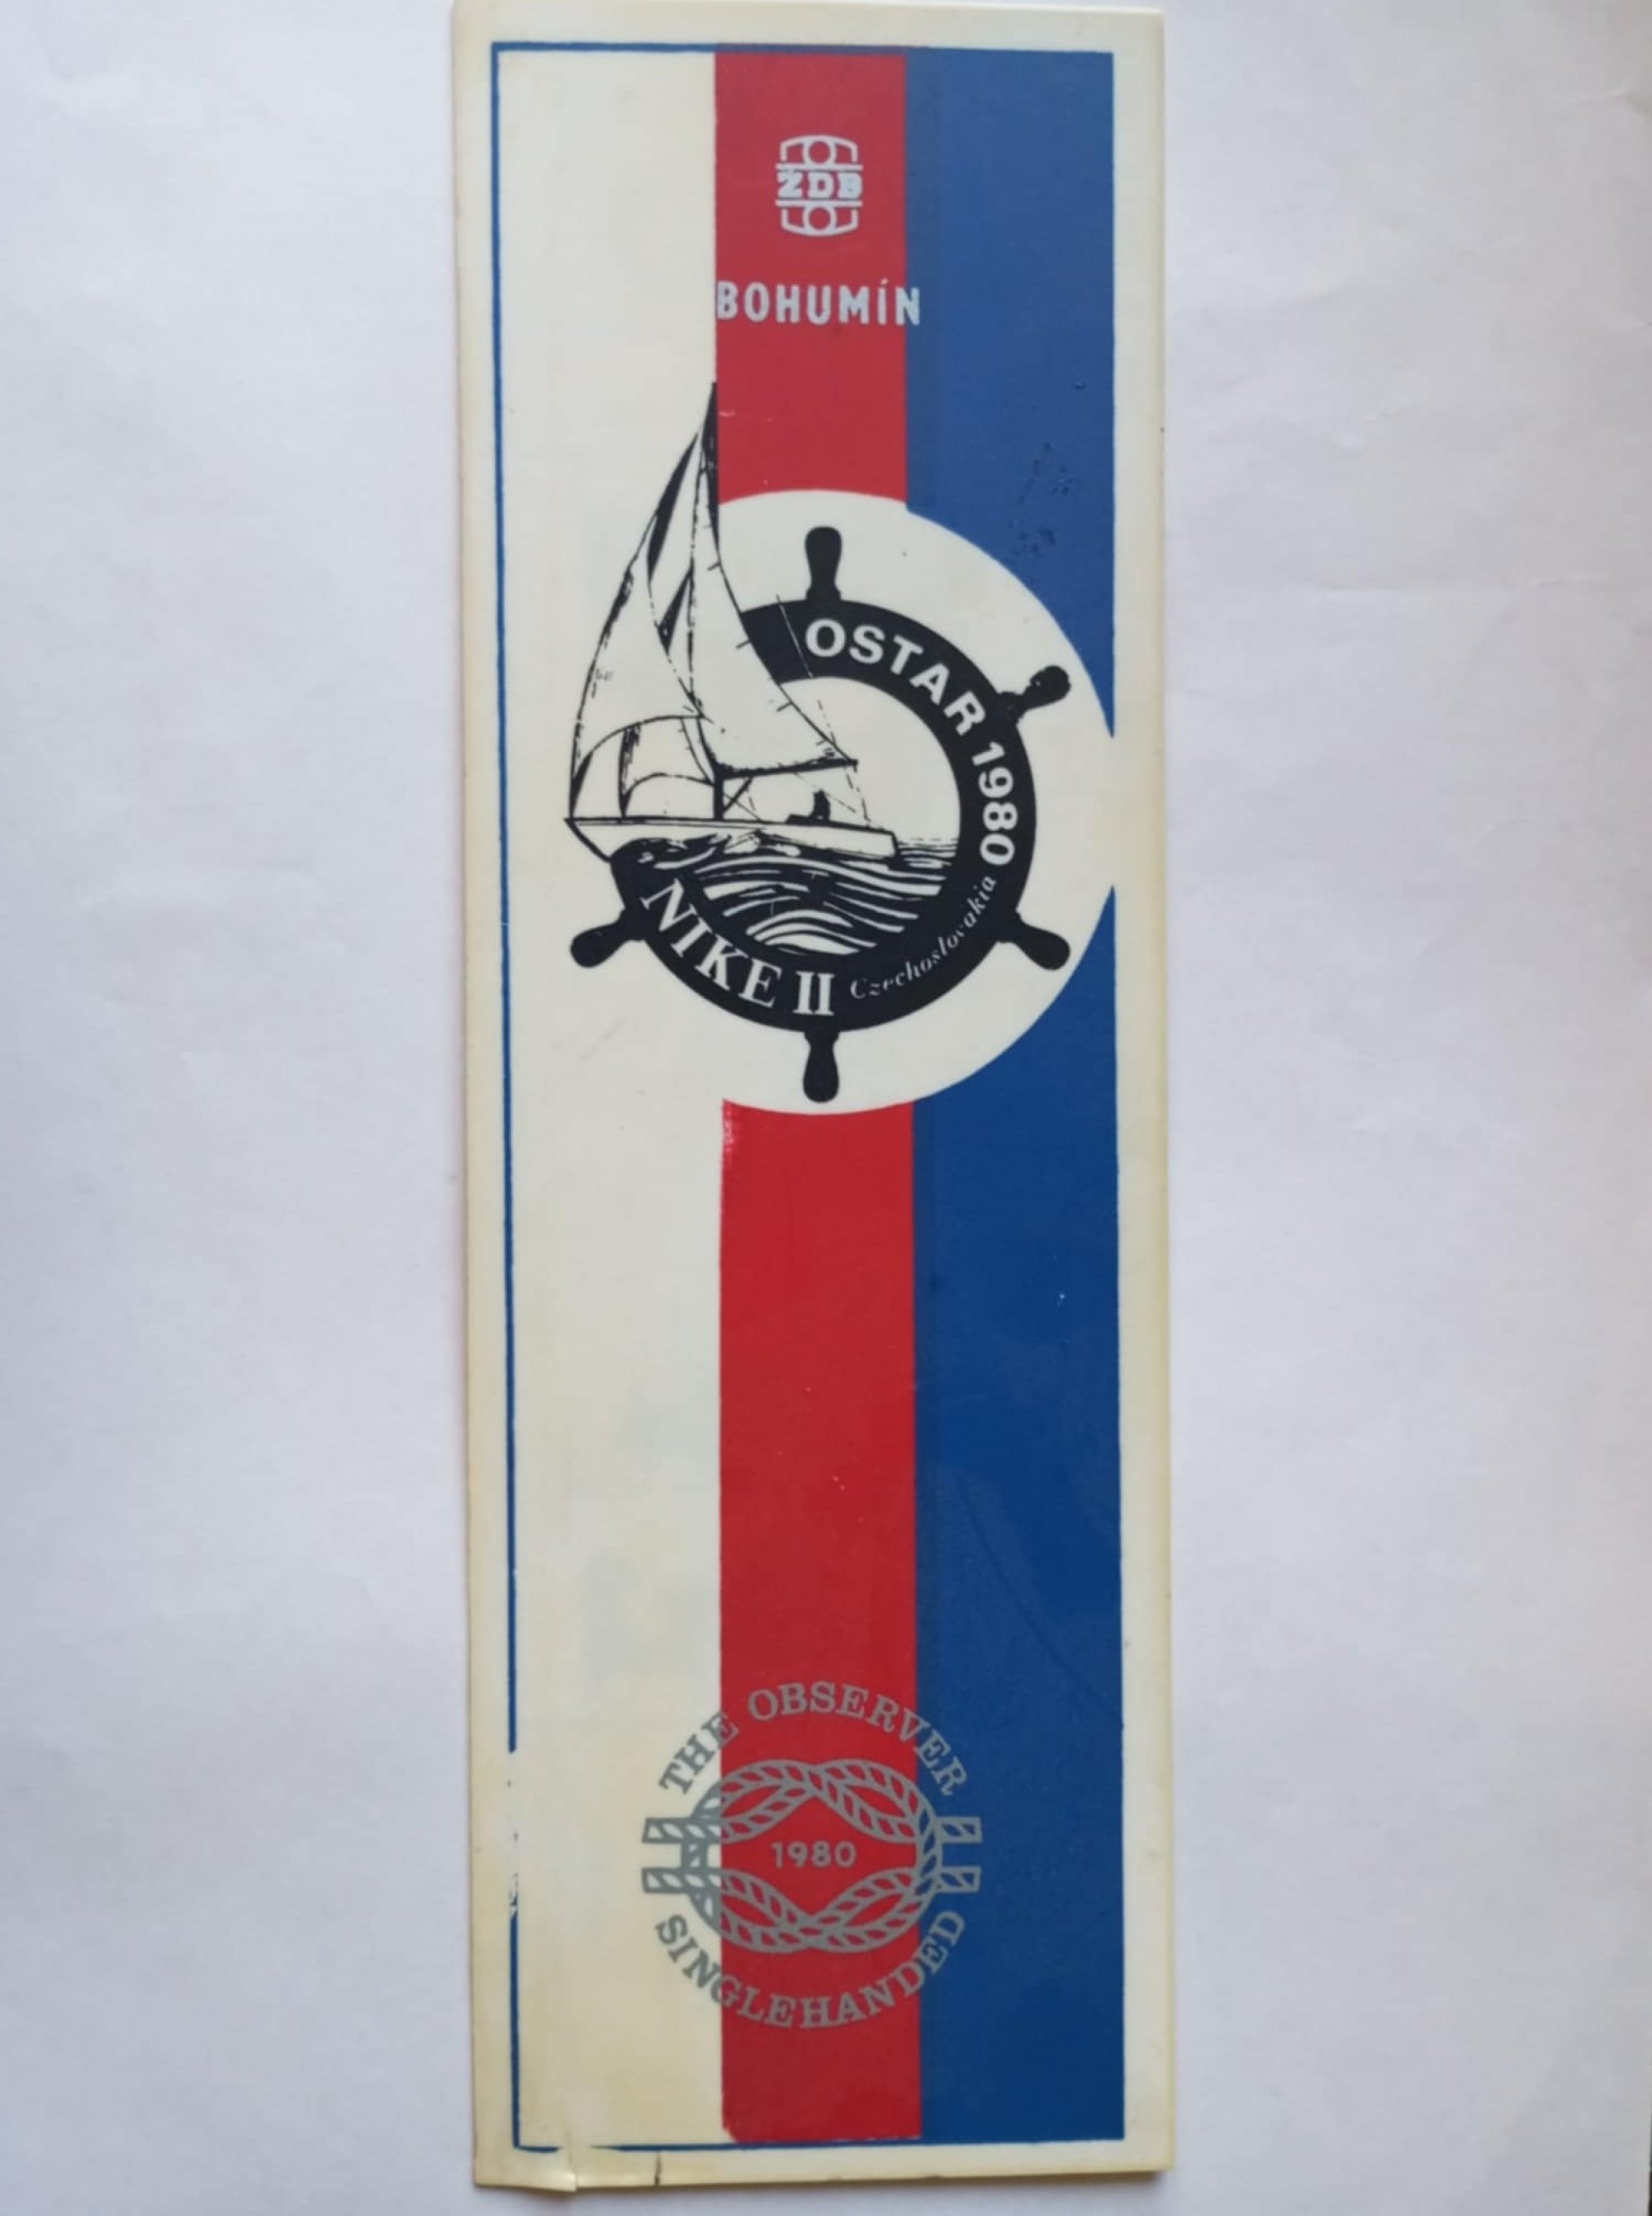 ŽDB
BOHUMÍN
OSTAR 1980
NIKE II Czechoslovakia
THE OBSERVER
1980
SINGLEHANDED